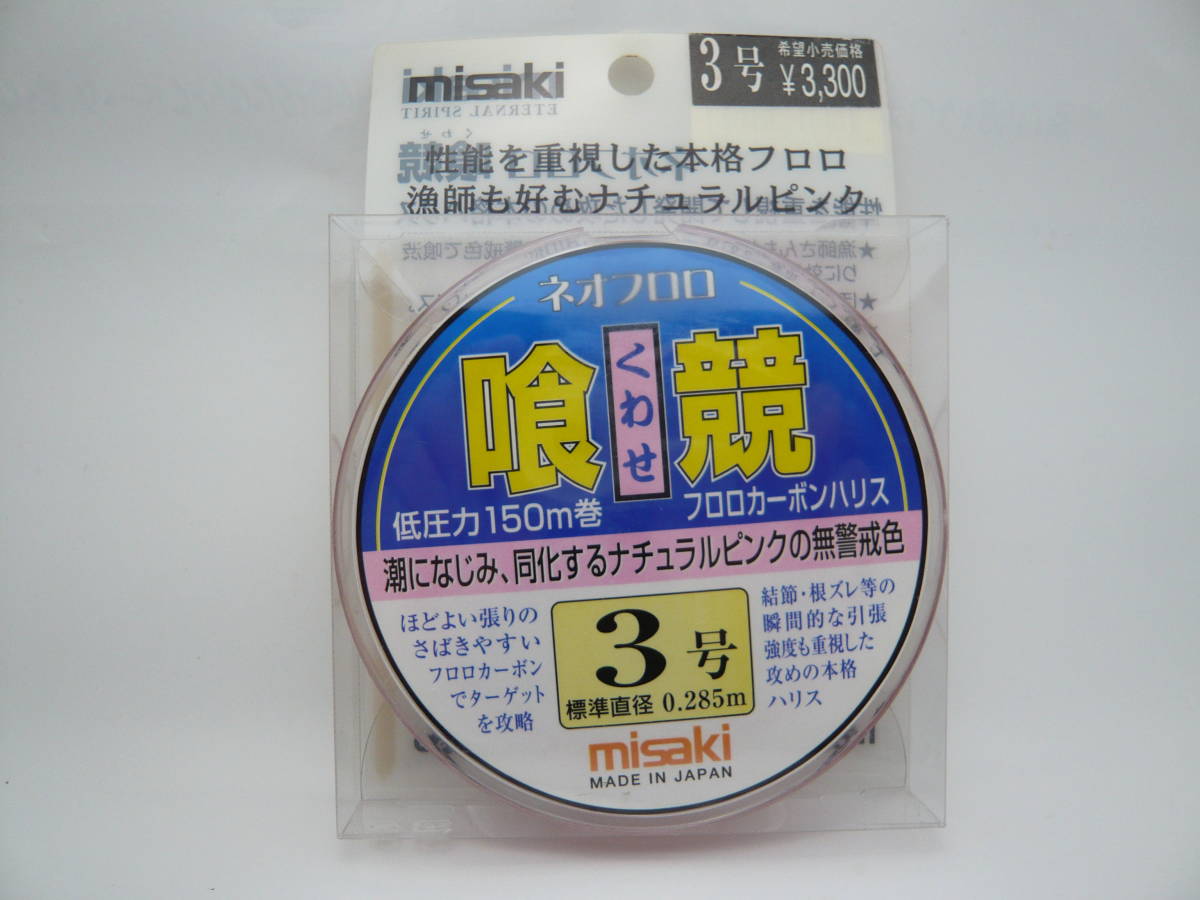 misaki
ETERNAL SPIRIT
3号
希望小売価格
¥3,300
性能を重視した本格フロロ
漁師も好むナチュラルピンク
ネオフロロ
喰競
くわせ
低圧力150m巻
フロロカーボンハリス
潮になじみ、同化するナチュラルピンクの無警戒色
ほどよい張りの
さばきやすい
フロロカーボン
でターゲット
を攻略
3号
標準直径 0.285m
結節・根ズレ等の
瞬間的な引張
強度も重視した
攻めの本格
ハリス
misaki
MADE IN JAPAN